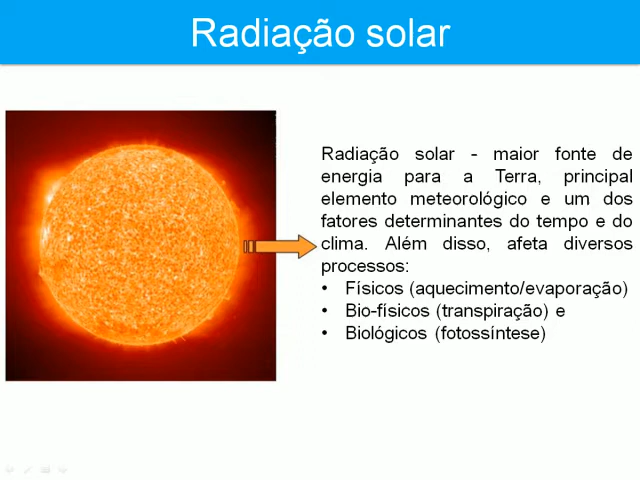 Radiação solar
Radiação solar - maior fonte de
energia para a Terra, principal
elemento meteorológico e um dos
fatores determinantes do tempo e do
clima. Além disso, afeta diversos
processos:
• Físicos (aquecimento/evaporação)
• Bio-físicos (transpiração) e
• Biológicos (fotossíntese)